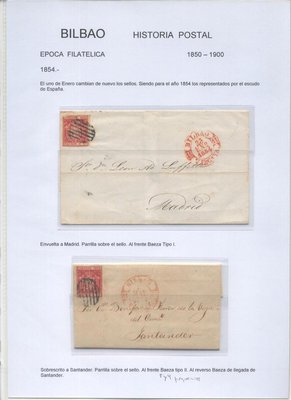 BILBAO HISTORIA POSTAL
EPOCA FILATELICA 1850 – 1900
1854.-
El uno de Enero cambian de nuevo los sellos. Siendo para el año 1854 los representados por el escudo
de España.
BILBAO
Madrid
Envuelta a Madrid. Parrilla sobre el sello. Al frente Baeza Tipo I.
Santander
Sobrescrito a Santander. Parrilla sobre el sello. Al frente Baeza tipo II. Al reverso Baeza de llegada de
Santander.